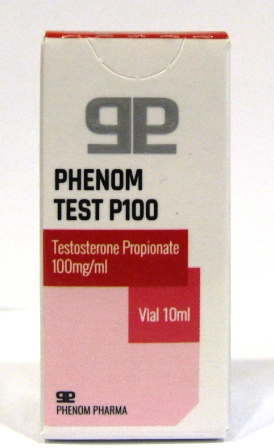 PHENOM
TEST P100
Testosterone Propionate
100mg/ml
Vial 10ml
PHENOM PHARMA